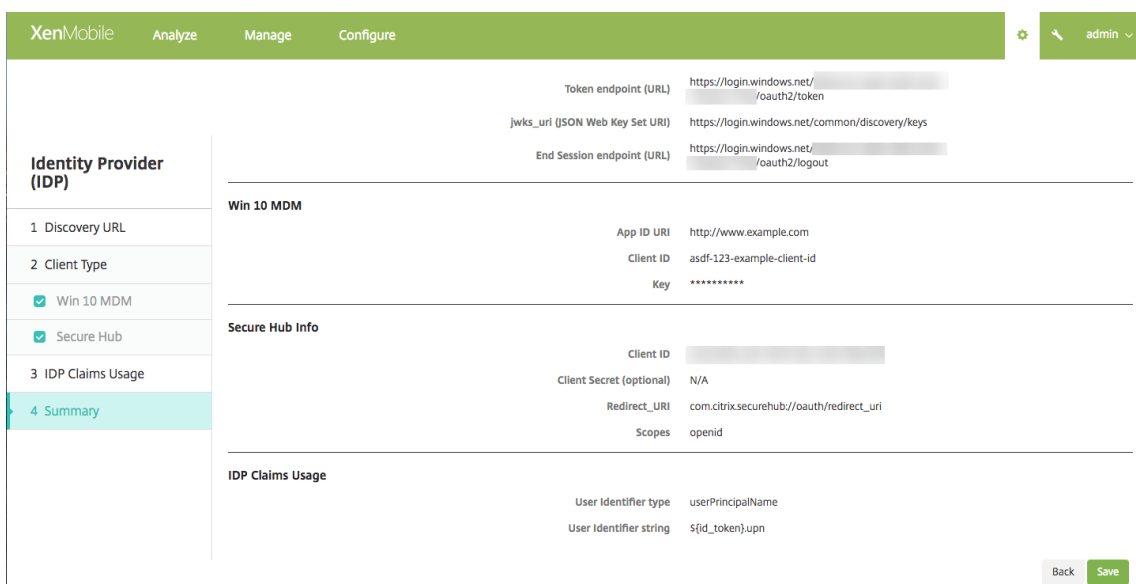 XenMobile Analyze Manage Configure admin
Token endpoint (URL) https://login.windows.net/
/oauth2/token
jwks_uri (JSON Web Key Set URI) https://login.windows.net/common/discovery/keys
End Session endpoint (URL) https://login.windows.net/
/oauth2/logout
Identity Provider
(IDP)
1 Discovery URL
2 Client Type
Win 10 MDM
Secure Hub
3 IDP Claims Usage
4 Summary
Win 10 MDM
App ID URI http://www.example.com
Client ID asdf-123-example-client-id
Key **********
Secure Hub Info
Client ID
Client Secret (optional) N/A
Redirect_URI com.citrix.securehub://oauth/redirect_uri
Scopes openid
IDP Claims Usage
User Identifier type userPrincipalName
User Identifier string ${id_token}.upn
Back Save